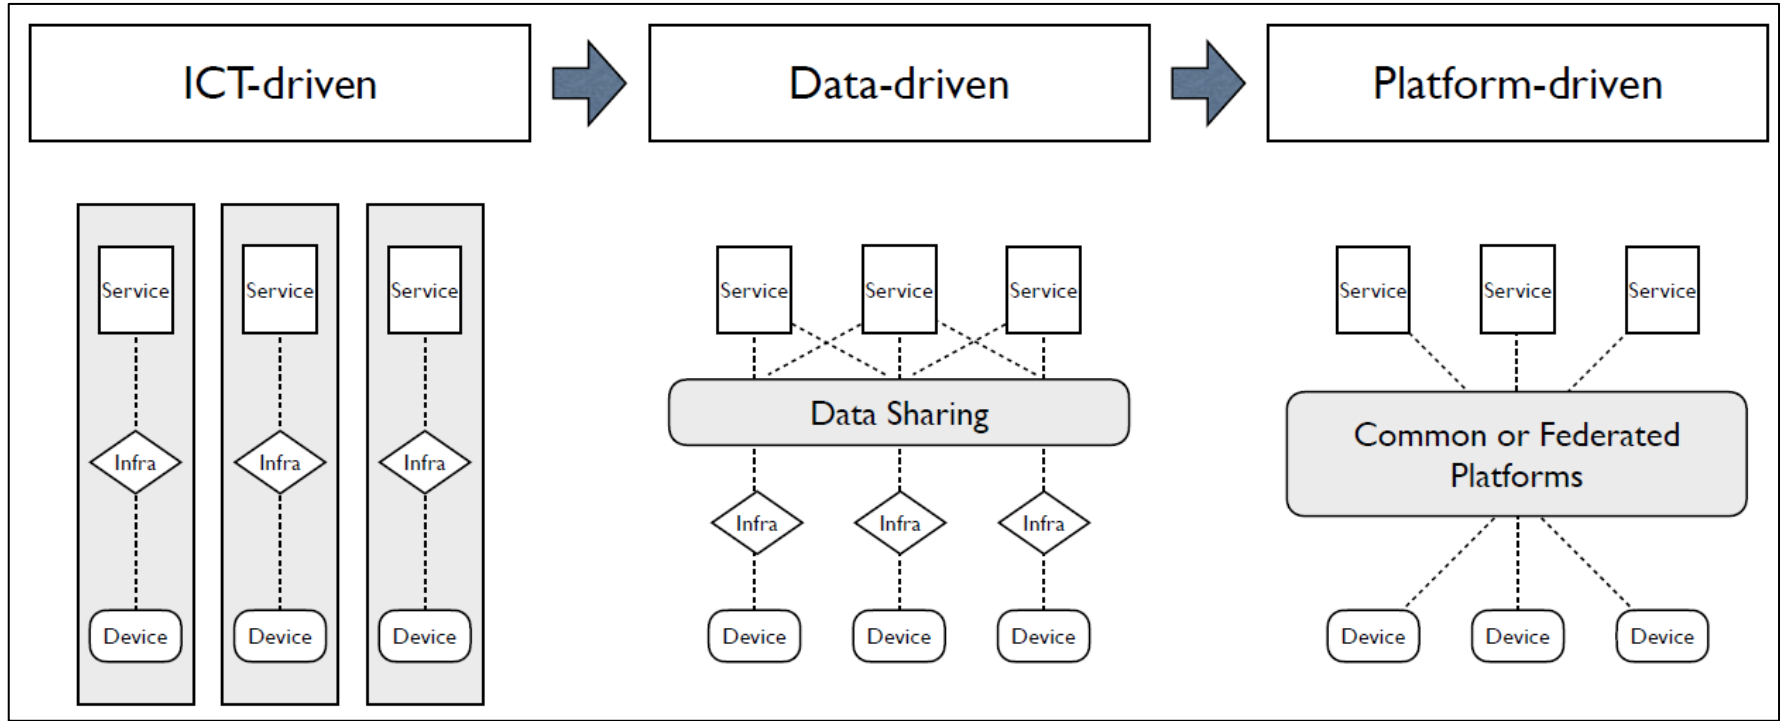 ICT-driven
Data-driven
Platform-driven
Service
Service
Service
Infra
Infra
Infra
Device
Device
Device
Service
Service
Service
Data Sharing
Infra
Infra
Infra
Device
Device
Device
Service
Service
Service
Common or Federated
Platforms
Device
Device
Device